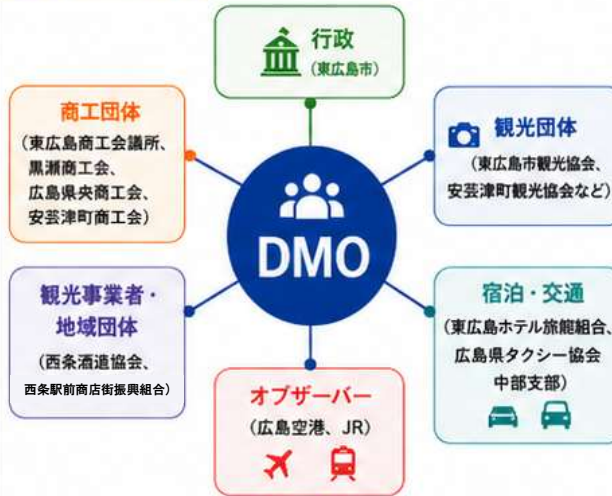 行政
(東広島市)
商工団体
(東広島商工会議所、
黒瀬商工会、
広島県央商工会、
安芸津町商工会)
観光団体
(東広島市観光協会、
安芸津町観光協会など)
DMO
観光事業者・
地域団体
(西条酒造協会、
西条駅前商店街振興組合)
宿泊・交通
(東広島ホテル旅館組合、
広島県タクシー協会
中部支部)
オブザーバー
(広島空港、JR)